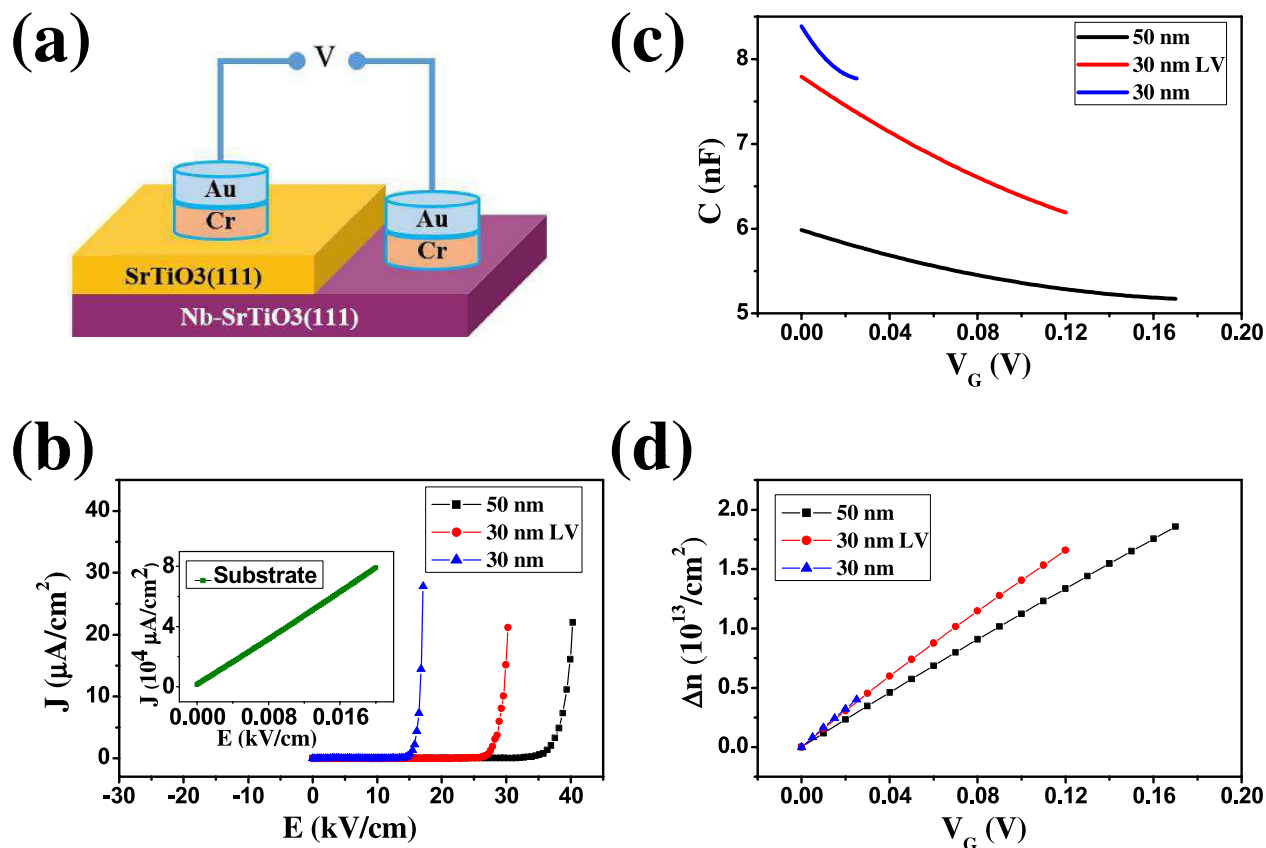 (a)
V
Au
Cr
Au
Cr
SrTiO3(111)
Nb-SrTiO3(111)
(c)
C (nF)
8
7
6
5
50 nm
30 nm LV
30 nm
0.00 0.04 0.08 0.12 0.16 0.20
V_G (V)
(b)
J (μA/cm²)
40
30
20
10
0
50 nm
30 nm LV
30 nm
Substrate
J (10⁴ μA/cm²)
8
4
0
0.000 0.008 0.016
E (kV/cm)
-30 -20 -10 0 10 20 30 40
E (kV/cm)
(d)
Δn (10¹³/cm²)
2.0
1.5
1.0
0.5
0.0
50 nm
30 nm LV
30 nm
0.00 0.04 0.08 0.12 0.16 0.20
V_G (V)